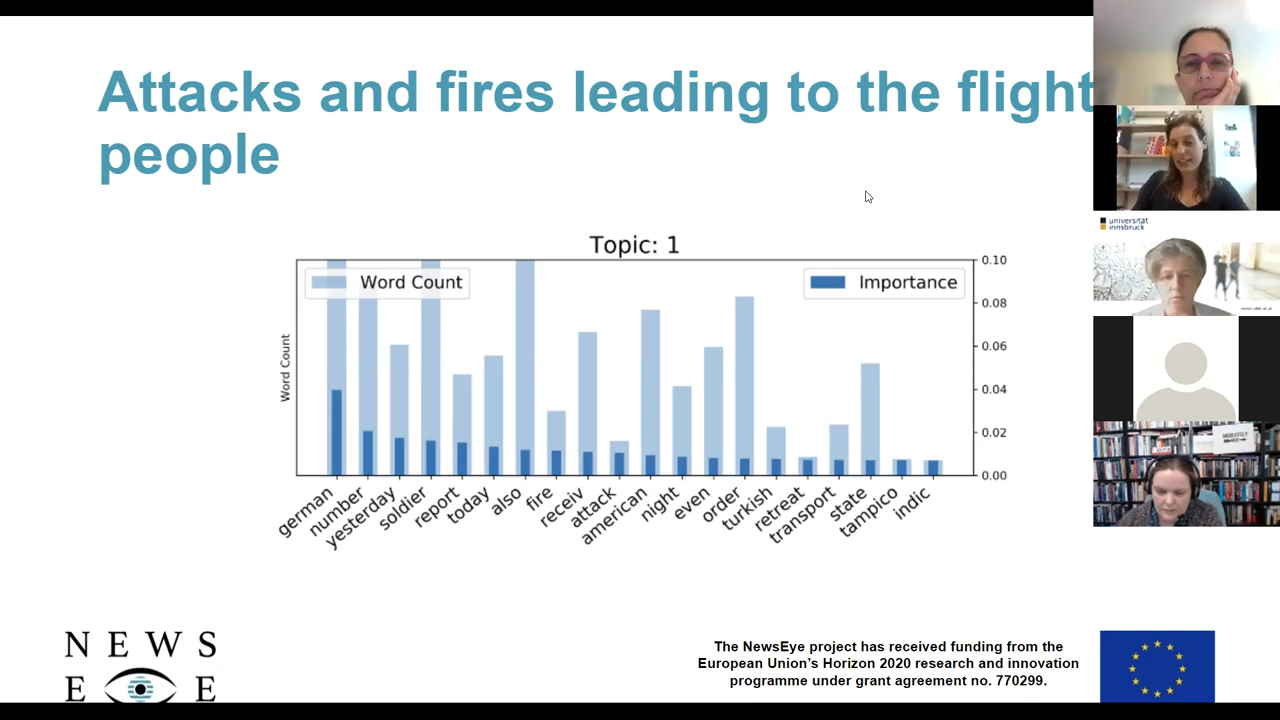 Attacks and fires leading to the flight
people
Topic: 1
Word Count
Importance
Word Count
0.10
0.08
0.06
0.04
0.02
0.00
german
number
yesterday
soldier
report
today
also
fire
receiv
attack
american
night
even
order
turkish
retreat
transport
state
tampico
indic
universität
innsbruck
NEWS
E E
The NewsEye project has received funding from the
European Union's Horizon 2020 research and innovation
programme under grant agreement no. 770299.